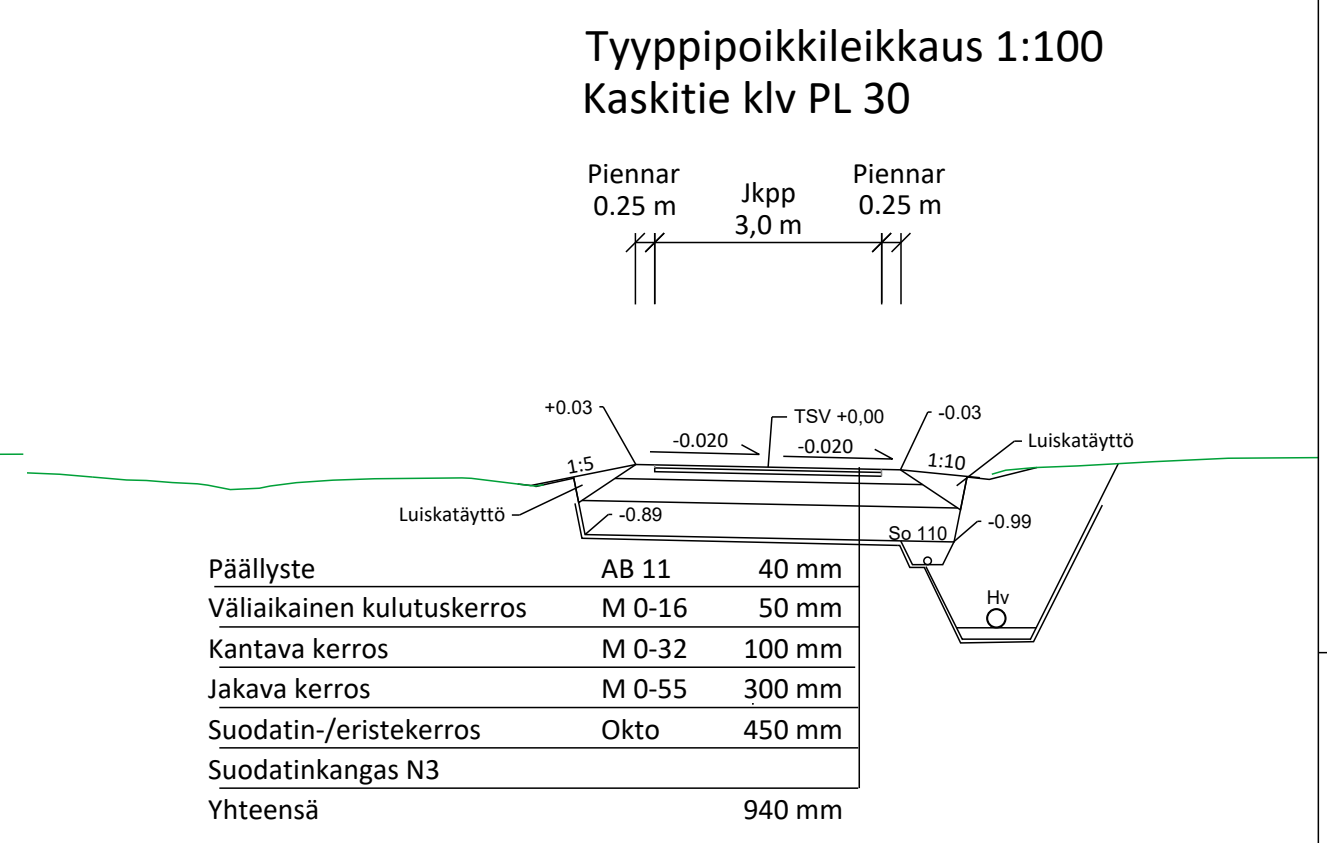 Tyyppipoikkileikkaus 1:100
Kaskitie klv PL 30
Piennar
0.25 m
Jkpp
3,0 m
Piennar
0.25 m
+0.03
-0.020
TSV +0,00
-0.020
-0.03
1:5
1:10
Luiskatäyttö
Luiskatäyttö
-0.89
So 110
-0.99
Hv
Päällyste AB 11 40 mm
Väliaikainen kulutuskerros M 0-16 50 mm
Kantava kerros M 0-32 100 mm
Jakava kerros M 0-55 300 mm
Suodatin-/eristekerros Okto 450 mm
Suodatinkangas N3
Yhteensä 940 mm